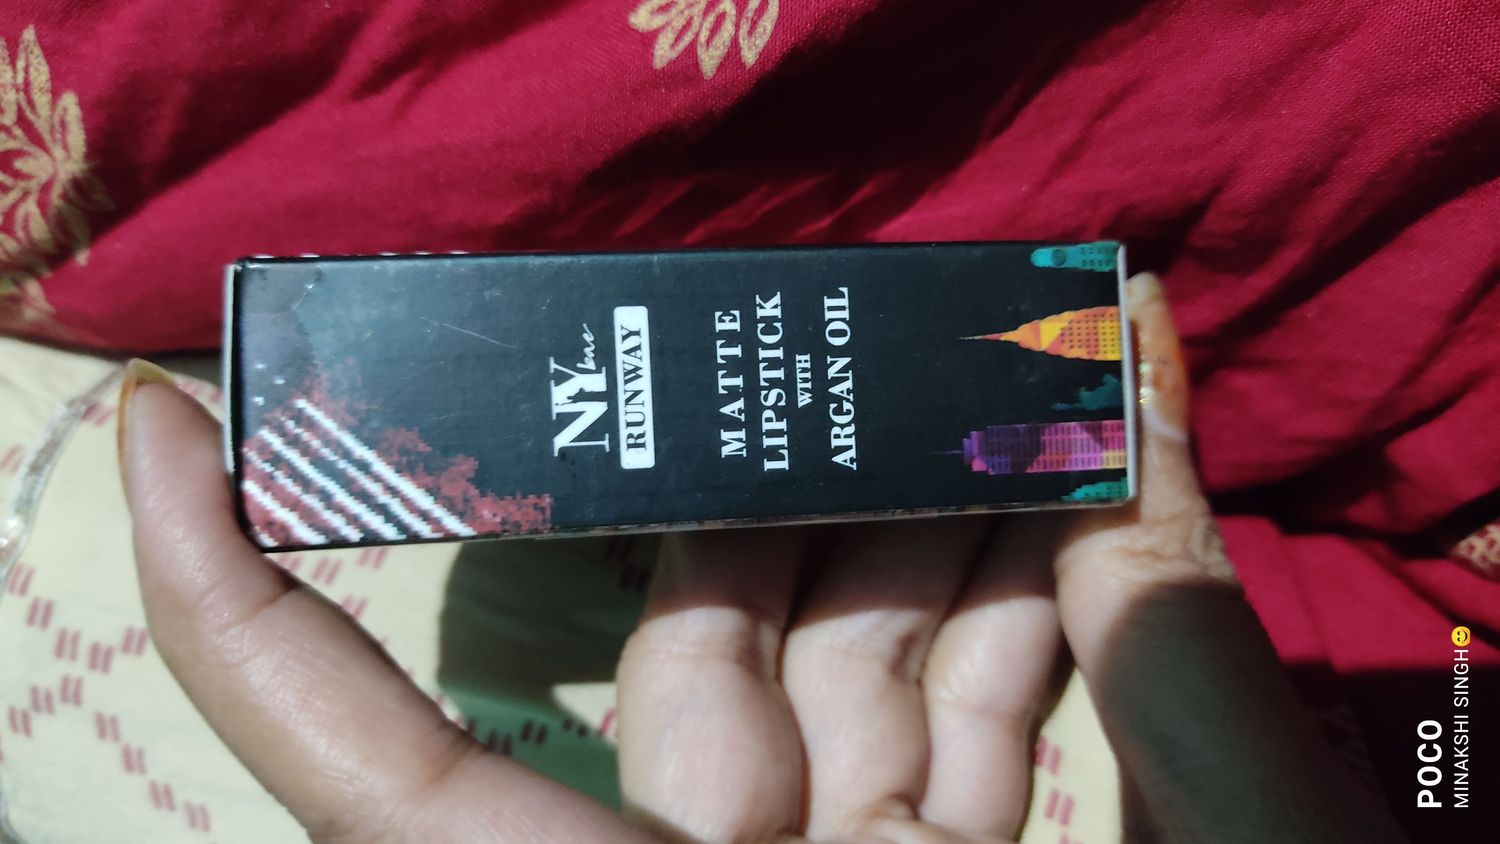 NY bae
RUNWAY
MATTE
LIPSTICK
WITH
ARGAN OIL
POCO
MINAKSHI SINGH😊